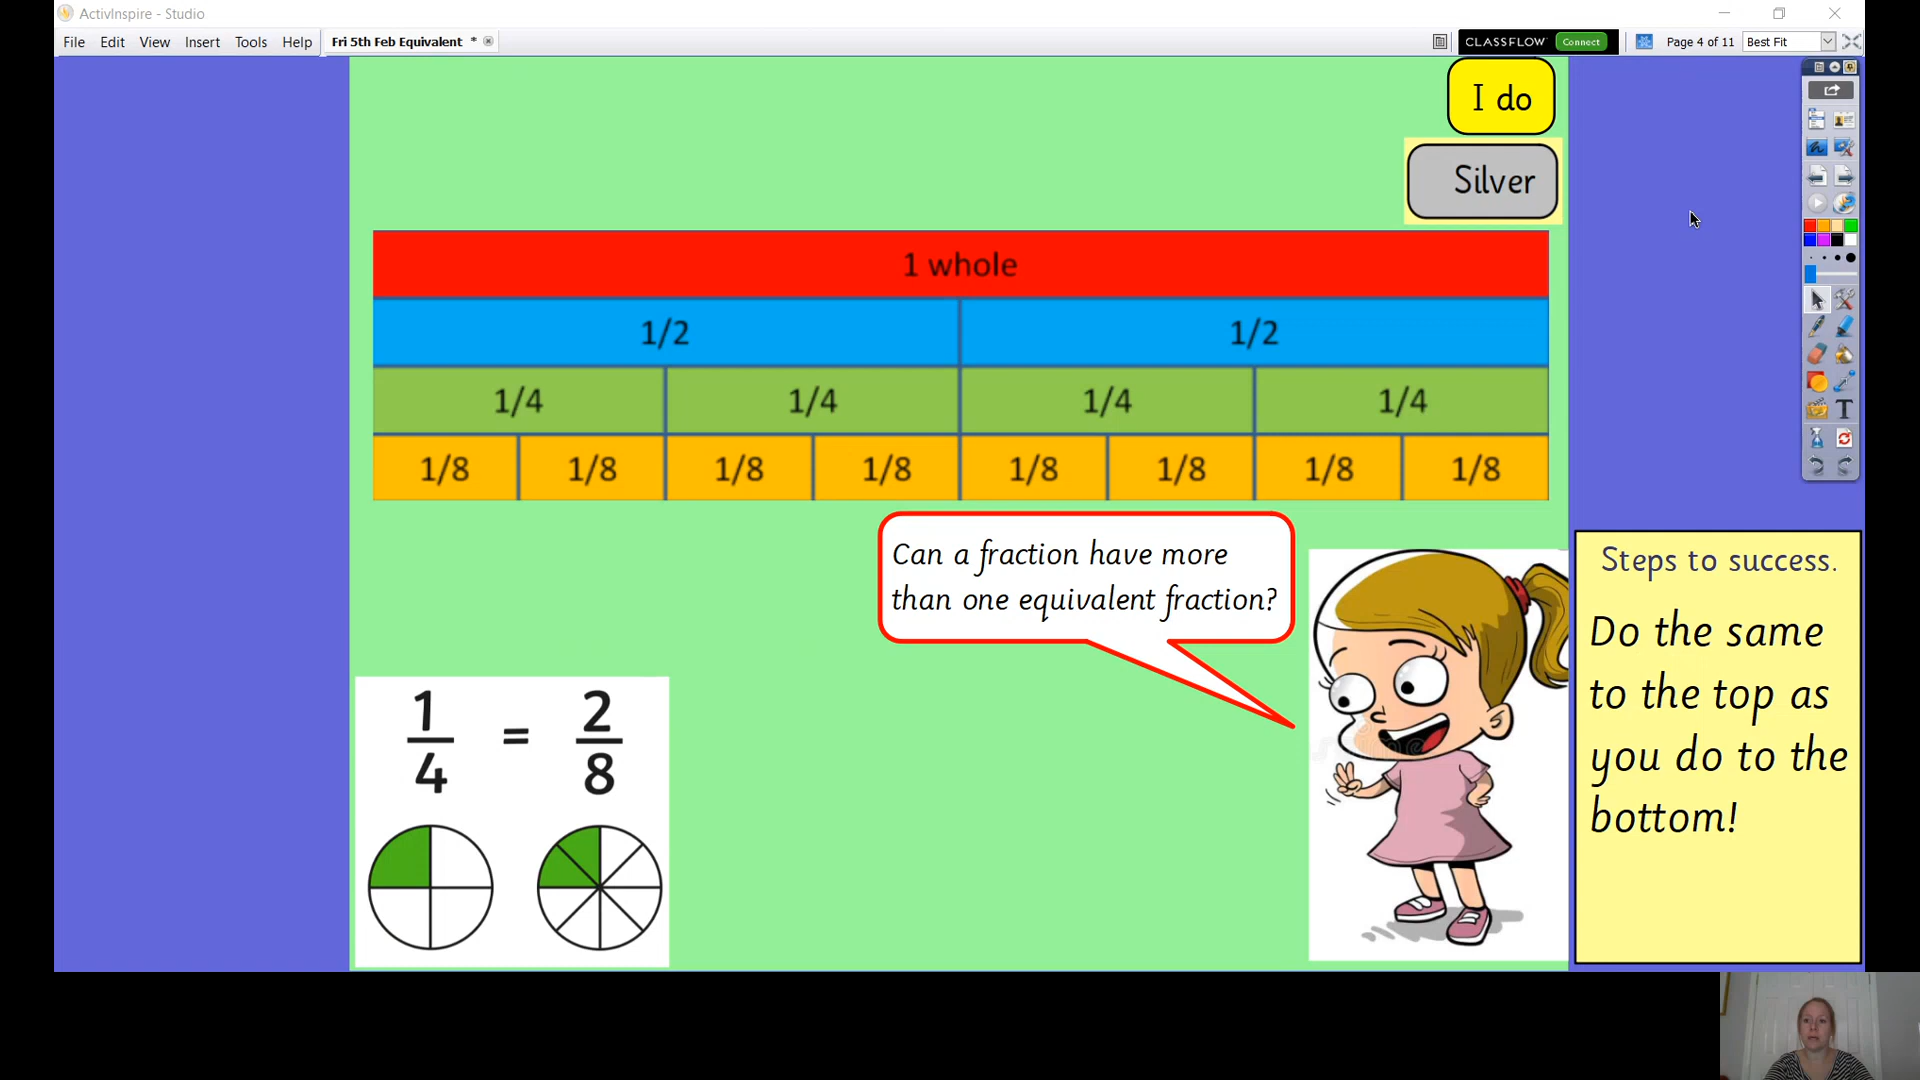 ActivInspire - Studio
File Edit View Insert Tools Help Fri 5th Feb Equivalent * CLASSFLOW Connect Page 4 of 11 Best Fit
I do
Silver
1 whole
1/2 1/2
1/4 1/4 1/4 1/4
1/8 1/8 1/8 1/8 1/8 1/8 1/8 1/8
Can a fraction have more
than one equivalent fraction?
Steps to success.
Do the same
to the top as
you do to the
bottom!
1 2
= 
4 8